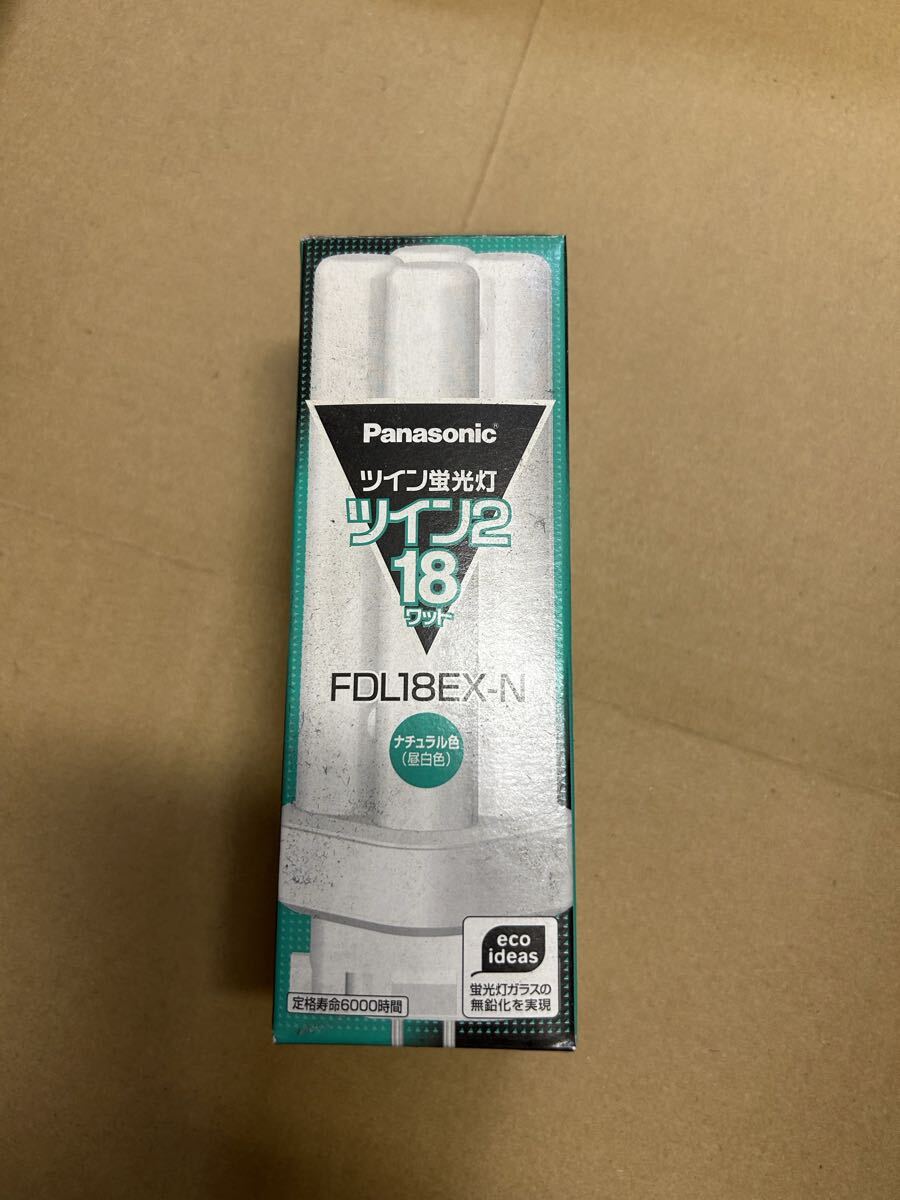 Panasonic®
ツイン蛍光灯
ツイン2
18
ワット
FDL18EX-N
ナチュラル色
(昼白色)
eco
ideas
蛍光灯ガラスの
無鉛化を実現
定格寿命6000時間